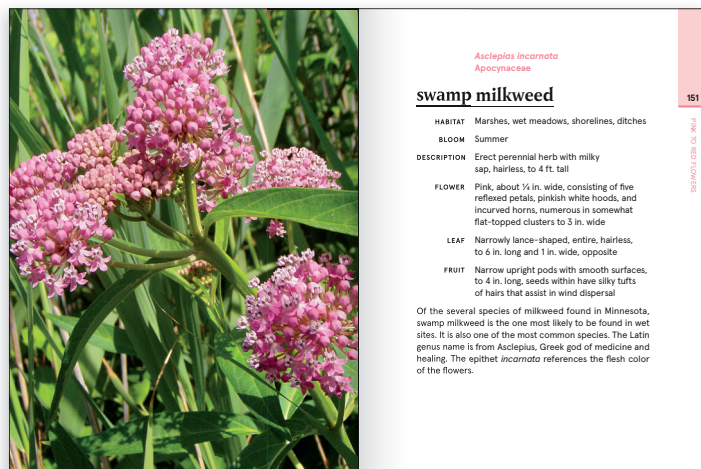 Asclepias incarnata
Apocynaceae
swamp milkweed
151
PINK TO RED FLOWERS
HABITAT Marshes, wet meadows, shorelines, ditches
BLOOM Summer
DESCRIPTION Erect perennial herb with milky
sap, hairless, to 4 ft. tall
FLOWER Pink, about ¼ in. wide, consisting of five
reflexed petals, pinkish white hoods, and
incurved horns, numerous in somewhat
flat-topped clusters to 3 in. wide
LEAF Narrowly lance-shaped, entire, hairless,
to 6 in. long and 1 in. wide, opposite
FRUIT Narrow upright pods with smooth surfaces,
to 4 in. long, seeds within have silky tufts
of hairs that assist in wind dispersal
Of the several species of milkweed found in Minnesota,
swamp milkweed is the one most likely to be found in wet
sites. It is also one of the most common species. The Latin
genus name is from Asclepius, Greek god of medicine and
healing. The epithet incarnata references the flesh color
of the flowers.